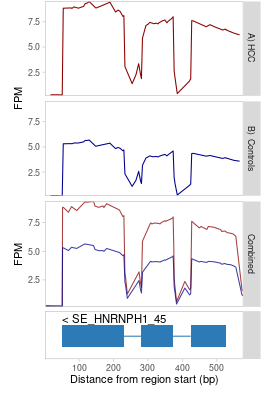 7.5
5.0
2.5
A) HCC
FPM
7.5
5.0
2.5
B). Controls
7.5
5.0
2.5
FPM
Combined
< SE_HNRNPH1_45
100 200 300 400 500
Distance from region start (bp)